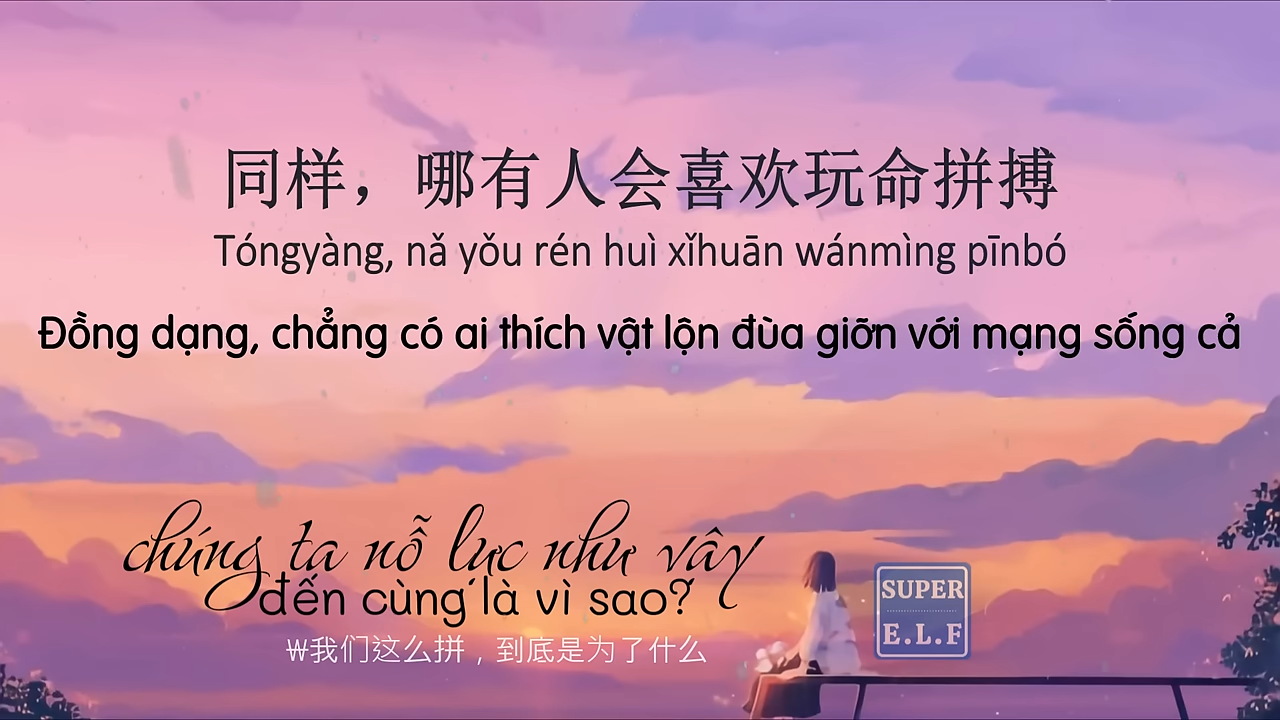 同样，哪有人会喜欢玩命拼搏
Tóngyàng, nǎ yǒu rén huì xǐhuān wánmìng pīnbó
Đồng dạng, chẳng có ai thích vật lộn đùa giỡn với mạng sống cả
chúng ta nỗ lực như vây
đến cùng là vì sao?
₩我们这么拼，到底是为了什么
SUPER
E.L.F